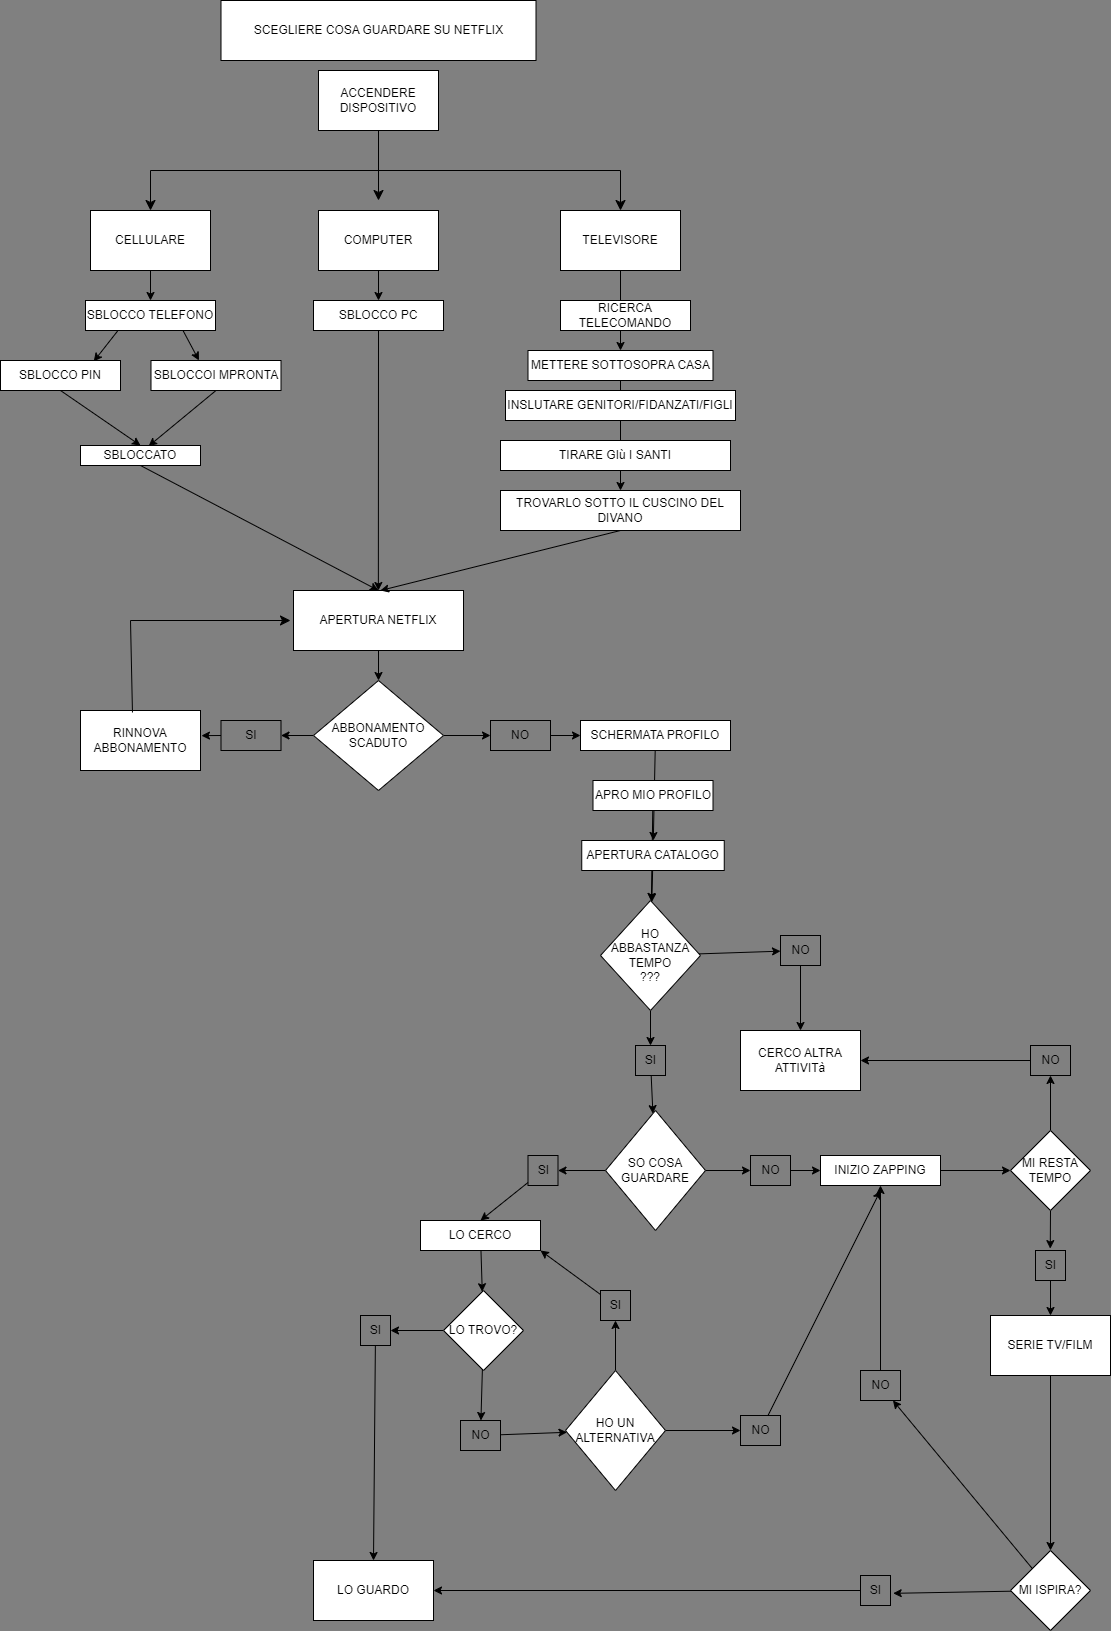 SCEGLIERE COSA GUARDARE SU NETFLIX
ACCENDERE
DISPOSITIVO
CELLULARE
COMPUTER
TELEVISORE
SBLOCCO TELEFONO
SBLOCCO PC
RICERCA
TELECOMANDO
METTERE SOTTOSOPRA CASA
SBLOCCO PIN
SBLOCCOI MPRONTA
INSLUTARE GENITORI/FIDANZATI/FIGLI
SBLOCCATO
TIRARE GIù I SANTI
TROVARLO SOTTO IL CUSCINO DEL
DIVANO
APERTURA NETFLIX
RINNOVA
ABBONAMENTO
SI
ABBONAMENTO
SCADUTO
NO
SCHERMATA PROFILO
APRO MIO PROFILO
APERTURA CATALOGO
HO
ABBASTANZA
TEMPO
???
NO
SI
CERCO ALTRA
ATTIVITà
NO
SI
SO COSA
GUARDARE
NO
INIZIO ZAPPING
MI RESTA
TEMPO
LO CERCO
SI
SI
SI
LO TROVO?
SERIE TV/FILM
NO
NO
HO UN
ALTERNATIVA
NO
LO GUARDO
SI
MI ISPIRA?